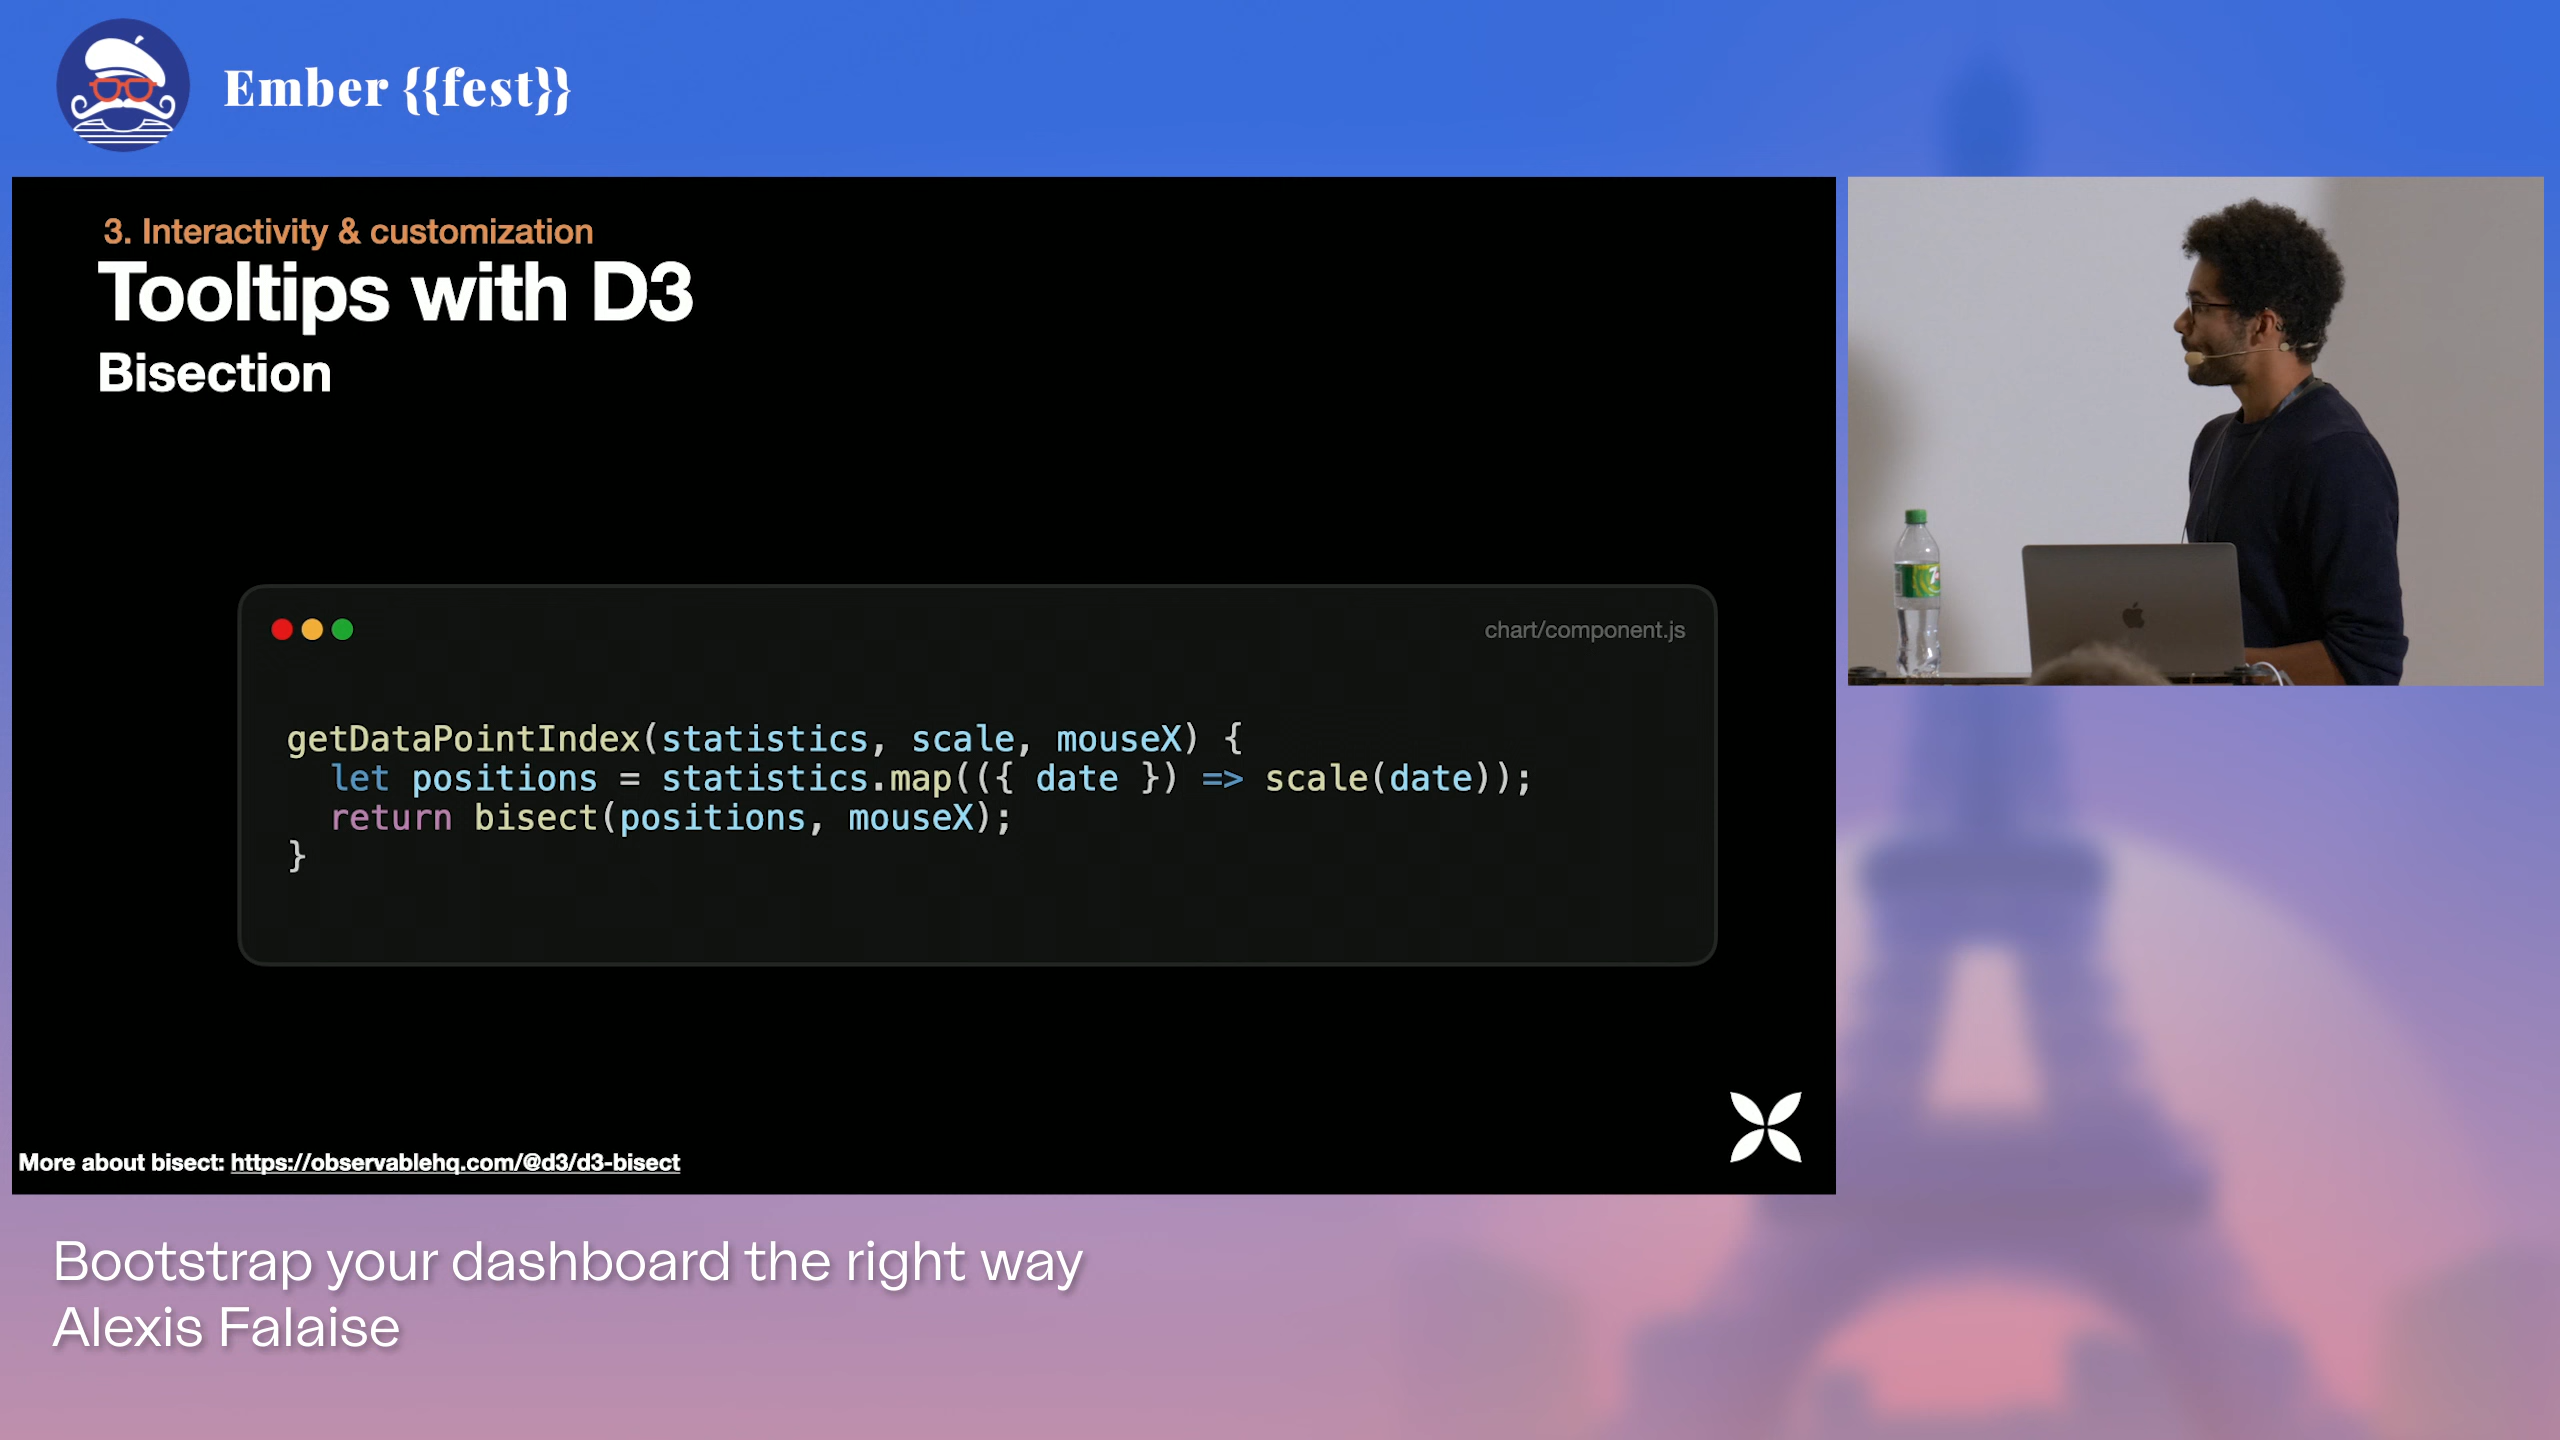 Ember {{fest}}
3. Interactivity & customization
Tooltips with D3
Bisection
chart/component.js
getDataPointIndex(statistics, scale, mouseX) {
  let positions = statistics.map(({ date }) => scale(date));
  return bisect(positions, mouseX);
}
More about bisect: https://observablehq.com/@d3/d3-bisect
Bootstrap your dashboard the right way
Alexis Falaise